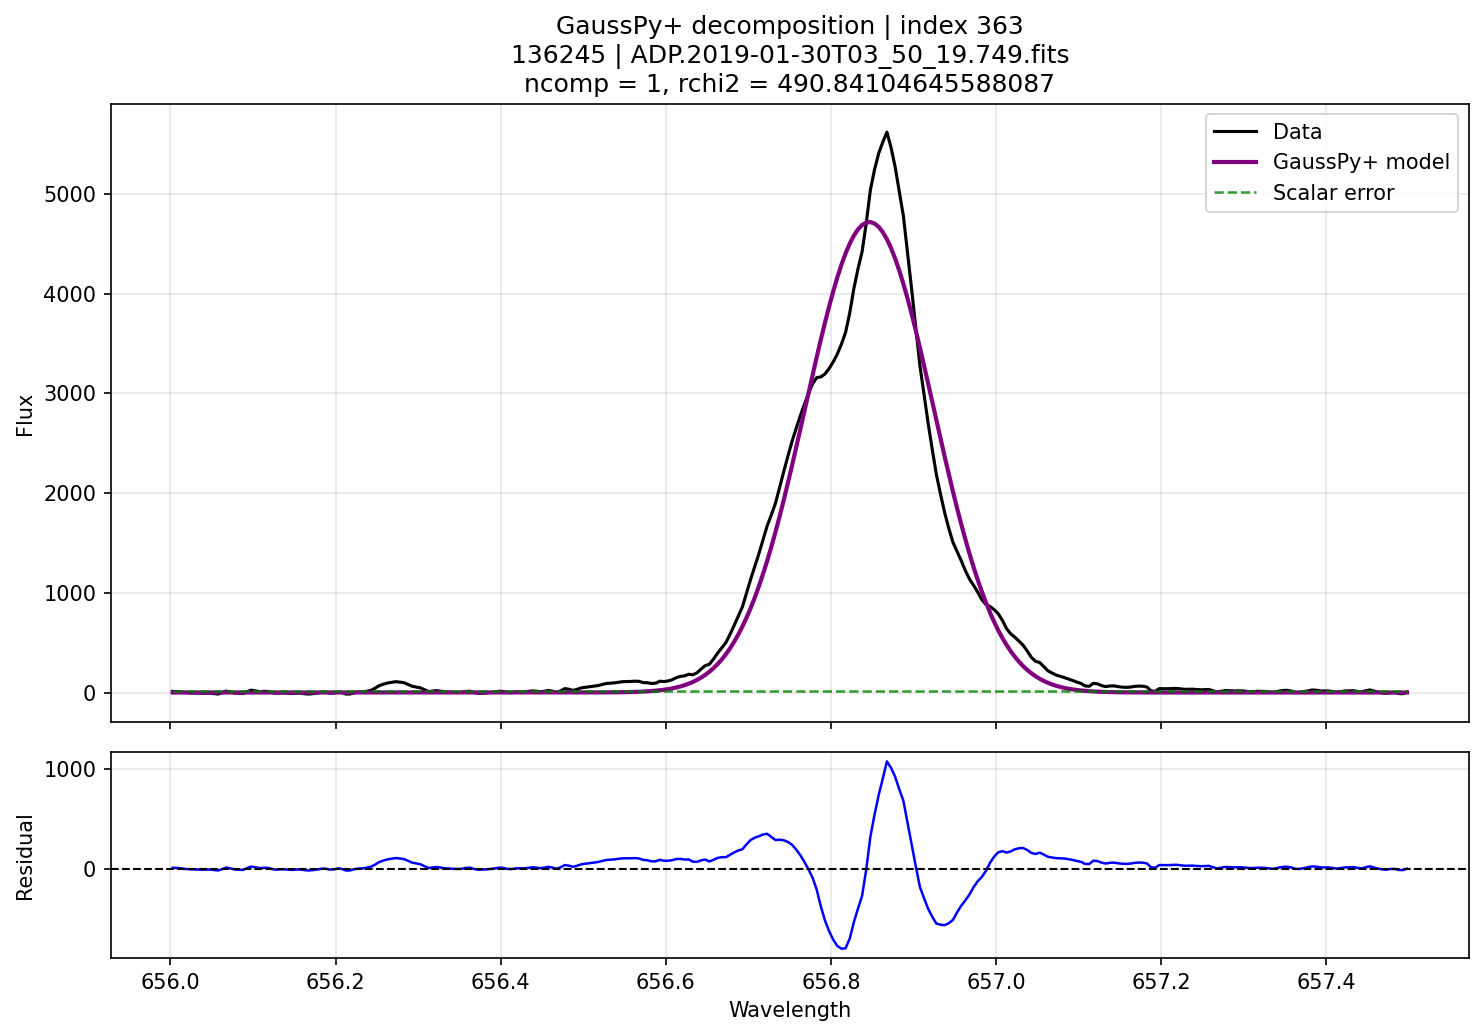 GaussPy+ decomposition | index 363
136245 | ADP.2019-01-30T03_50_19.749.fits
ncomp = 1, rchi2 = 490.84104645588087
Data
GaussPy+ model
Scalar error
Flux
5000
4000
3000
2000
1000
0
Residual
1000
0
656.0 656.2 656.4 656.6 656.8 657.0 657.2 657.4
Wavelength